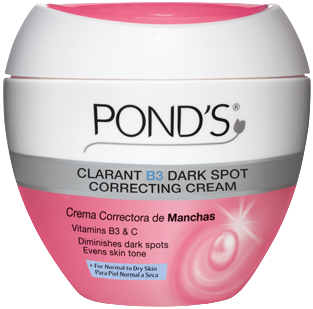 POND'S®
CLARANT B3 DARK SPOT
CORRECTING CREAM
Crema Correctora de Manchas
Vitamins B3 & C
Diminishes dark spots
Evens skin tone
• For Normal to Dry Skin
Para Piel Normal a Seca